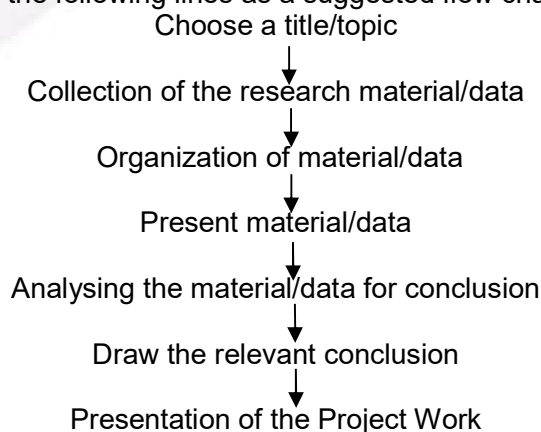 the following lines as a suggested flow
Choose a title/topic
Collection of the research material/data
Organization of material/data
Present material/data
Analysing the material/data for conclusion
Draw the relevant conclusion
Presentation of the Project Work